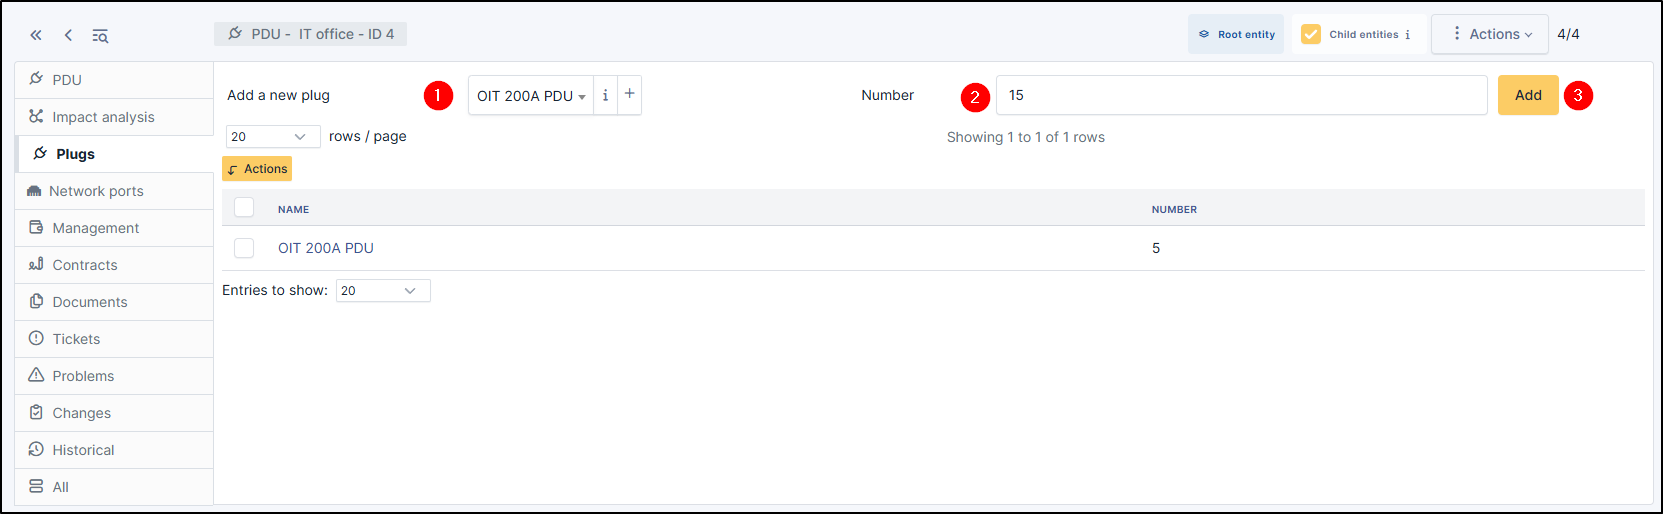 PDU - IT office - ID 4
Root entity
Child entities i
Actions
4/4
PDU
Impact analysis
Plugs
Network ports
Management
Contracts
Documents
Tickets
Problems
Changes
Historical
All
Add a new plug
1
OIT 200A PDU
i
+
Number
2
15
Add
3
20
rows / page
Showing 1 to 1 of 1 rows
Actions
NAME
NUMBER
OIT 200A PDU
5
Entries to show:
20